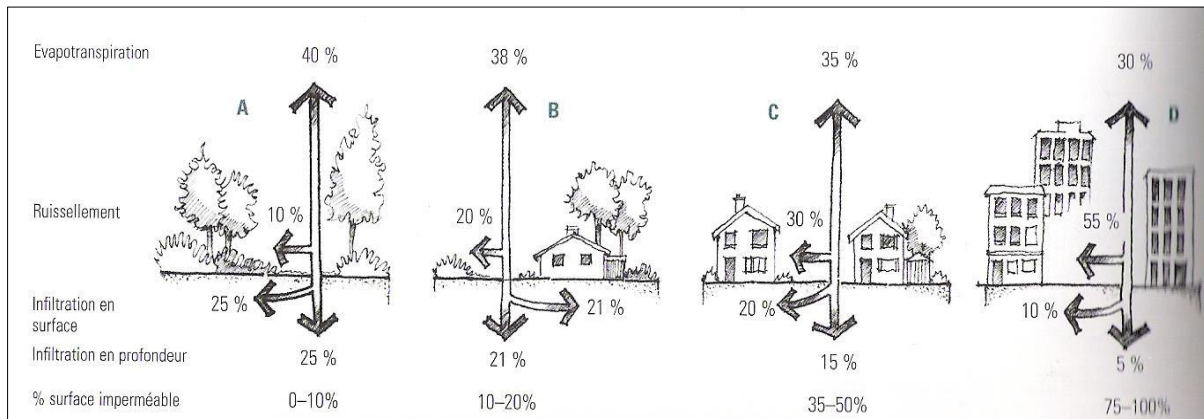 Evapotranspiration 40 % 38 % 35 % 30 %
A B C D
Ruissellement 10 % 20 % 30 % 55 %
Infiltration en
surface
25 % 21 % 20 % 10 %
Infiltration en profondeur 25 % 21 % 15 % 5 %
% surface imperméable 0–10% 10–20% 35–50% 75–100%